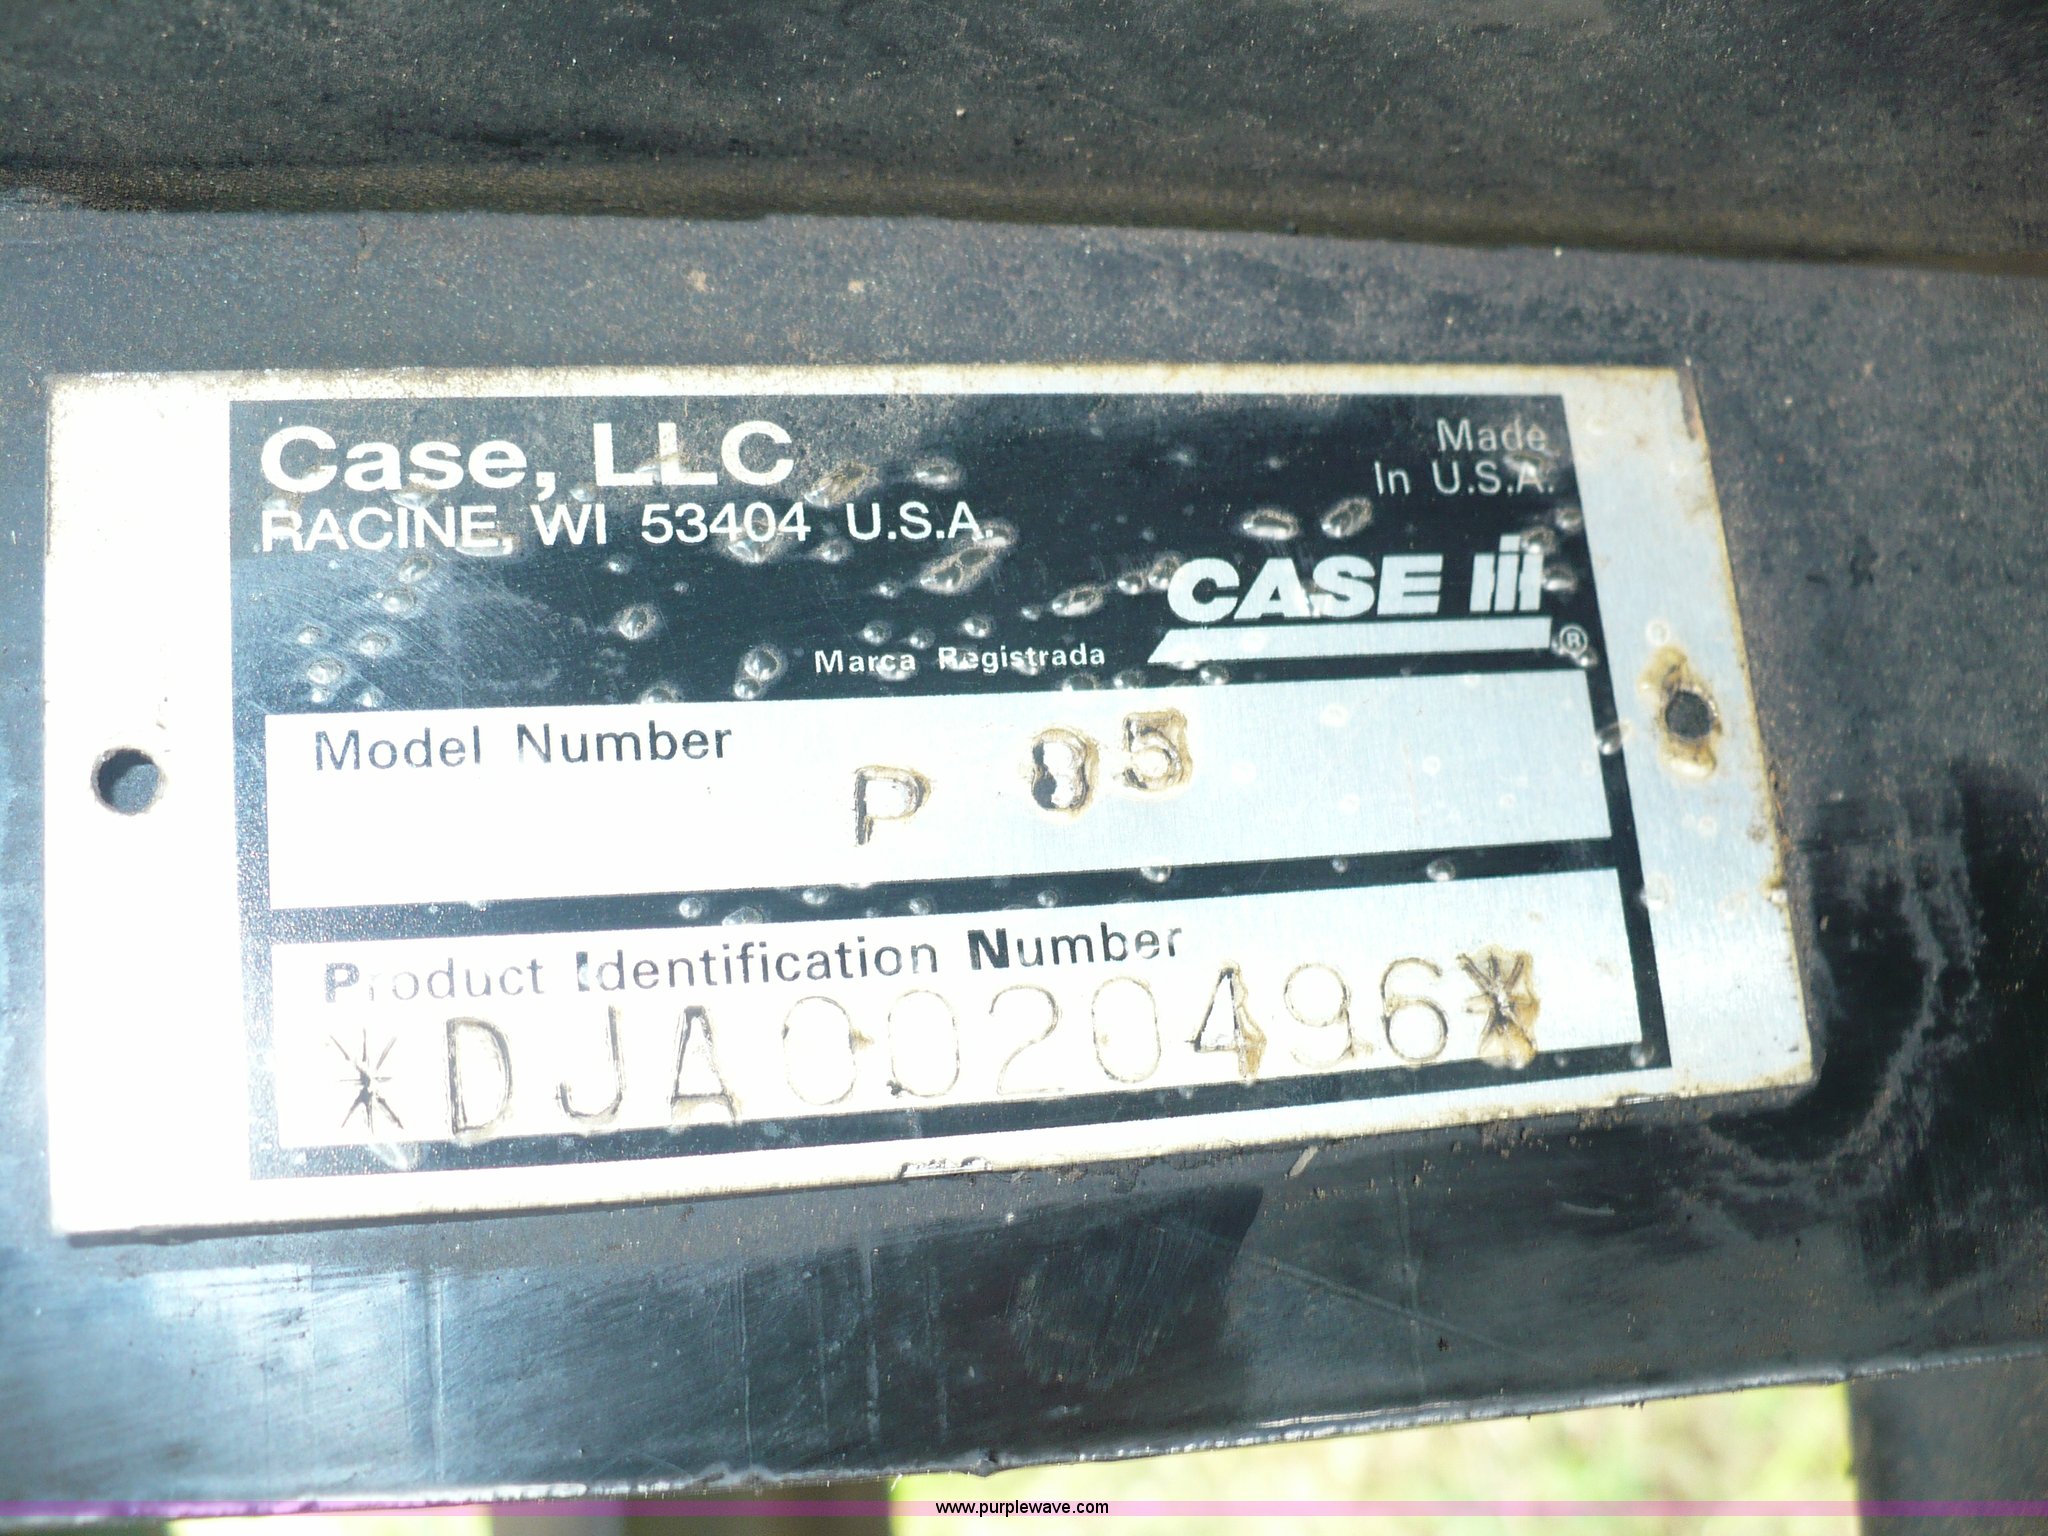 Case, LLC
RACINE, WI 53404 U.S.A.
Made
In U.S.A.
CASE IH
Marca Registrada ®
Model Number
P 85
Product Identification Number
*DJA0020496*
www.purplewave.com